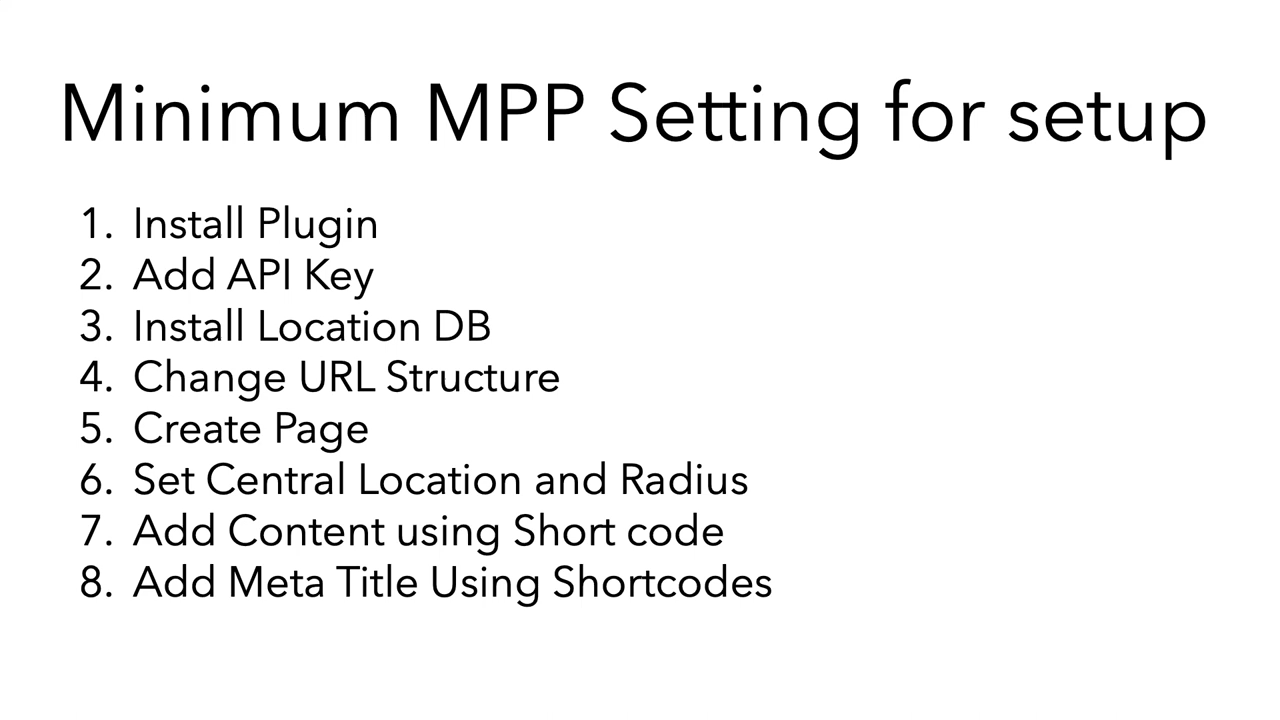 Minimum MPP Setting for setup
1. Install Plugin
2. Add API Key
3. Install Location DB
4. Change URL Structure
5. Create Page
6. Set Central Location and Radius
7. Add Content using Short code
8. Add Meta Title Using Shortcodes